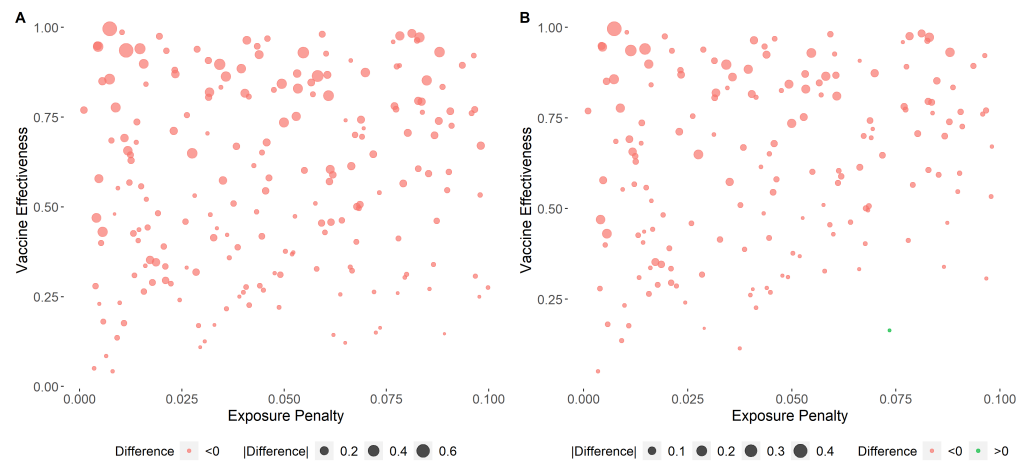 A
Vaccine Effectiveness
1.00
0.75
0.50
0.25
0.00
0.000 0.025 0.050 0.075 0.100
Exposure Penalty
Difference <0 |Difference| 0.2 0.4 0.6
B
Vaccine Effectiveness
1.00
0.75
0.50
0.25
0.000 0.025 0.050 0.075 0.100
Exposure Penalty
|Difference| 0.1 0.2 0.3 0.4 Difference <0 >0